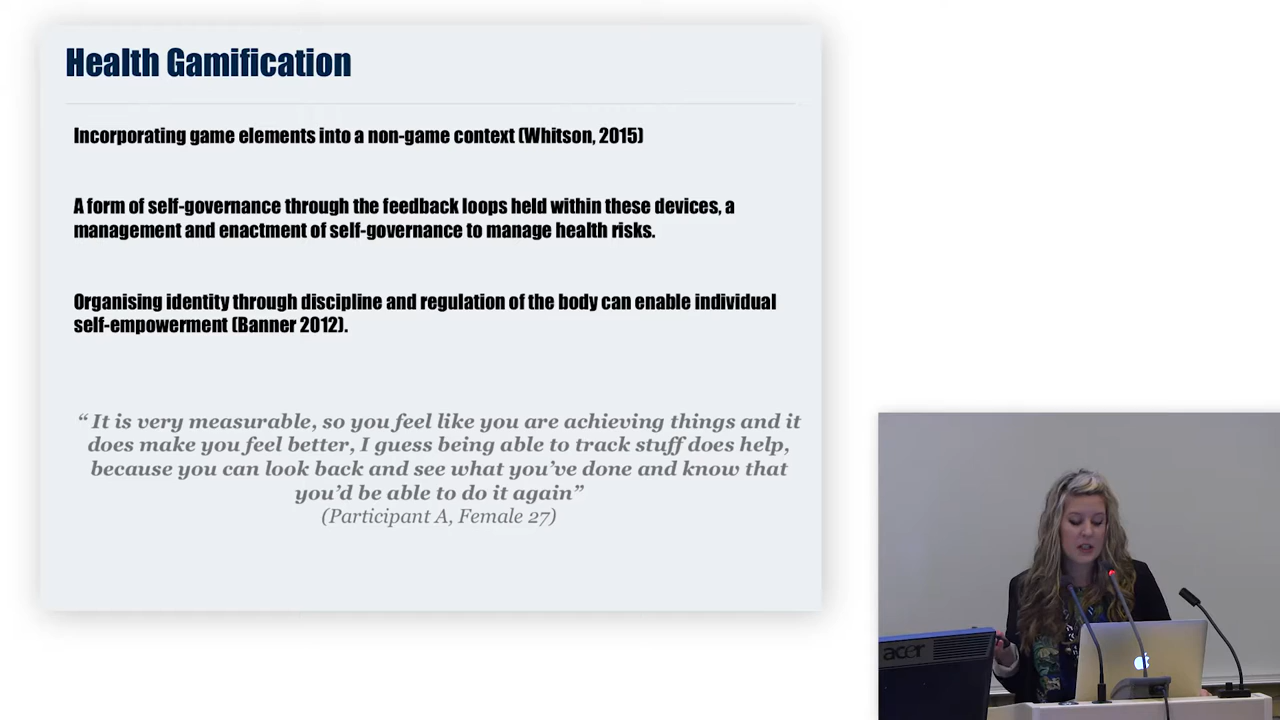 Health Gamification
Incorporating game elements into a non-game context (Whitson, 2015)
A form of self-governance through the feedback loops held within these devices, a
management and enactment of self-governance to manage health risks.
Organising identity through discipline and regulation of the body can enable individual
self-empowerment (Banner 2012).
“ It is very measurable, so you feel like you are achieving things and it
does make you feel better, I guess being able to track stuff does help,
because you can look back and see what you’ve done and know that
you’d be able to do it again”
(Participant A, Female 27)
acer